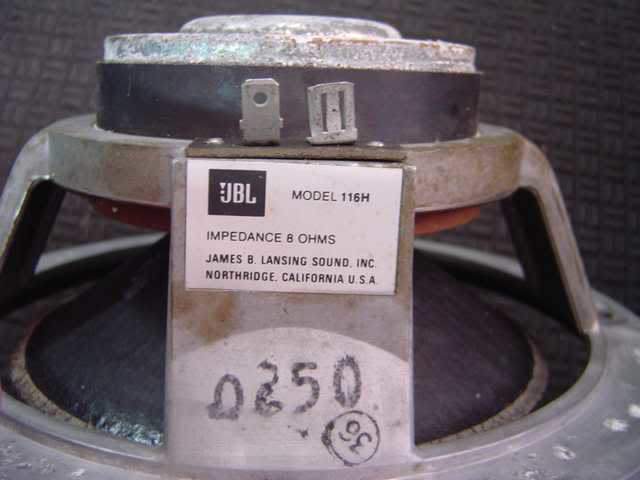 JBL MODEL 116H
IMPEDANCE 8 OHMS
JAMES B. LANSING SOUND, INC.
NORTHRIDGE, CALIFORNIA U.S.A.
0250
36